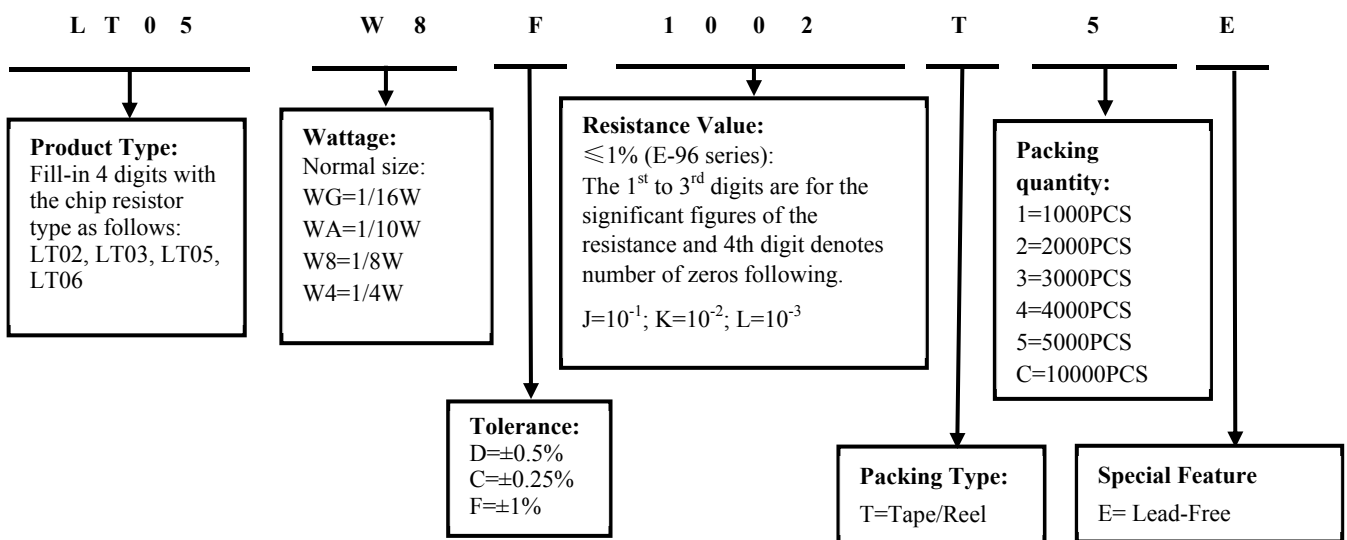 L T 0 5 W 8 F 1 0 0 2 T 5 E
Product Type:
Fill-in 4 digits with
the chip resistor
type as follows:
LT02, LT03, LT05,
LT06
Wattage:
Normal size:
WG=1/16W
WA=1/10W
W8=1/8W
W4=1/4W
Tolerance:
D=±0.5%
C=±0.25%
F=±1%
Resistance Value:
≦1% (E-96 series):
The 1st to 3rd digits are for the
significant figures of the
resistance and 4th digit denotes
number of zeros following.
J=10-1; K=10-2; L=10-3
Packing Type:
T=Tape/Reel
Packing
quantity:
1=1000PCS
2=2000PCS
3=3000PCS
4=4000PCS
5=5000PCS
C=10000PCS
Special Feature
E= Lead-Free